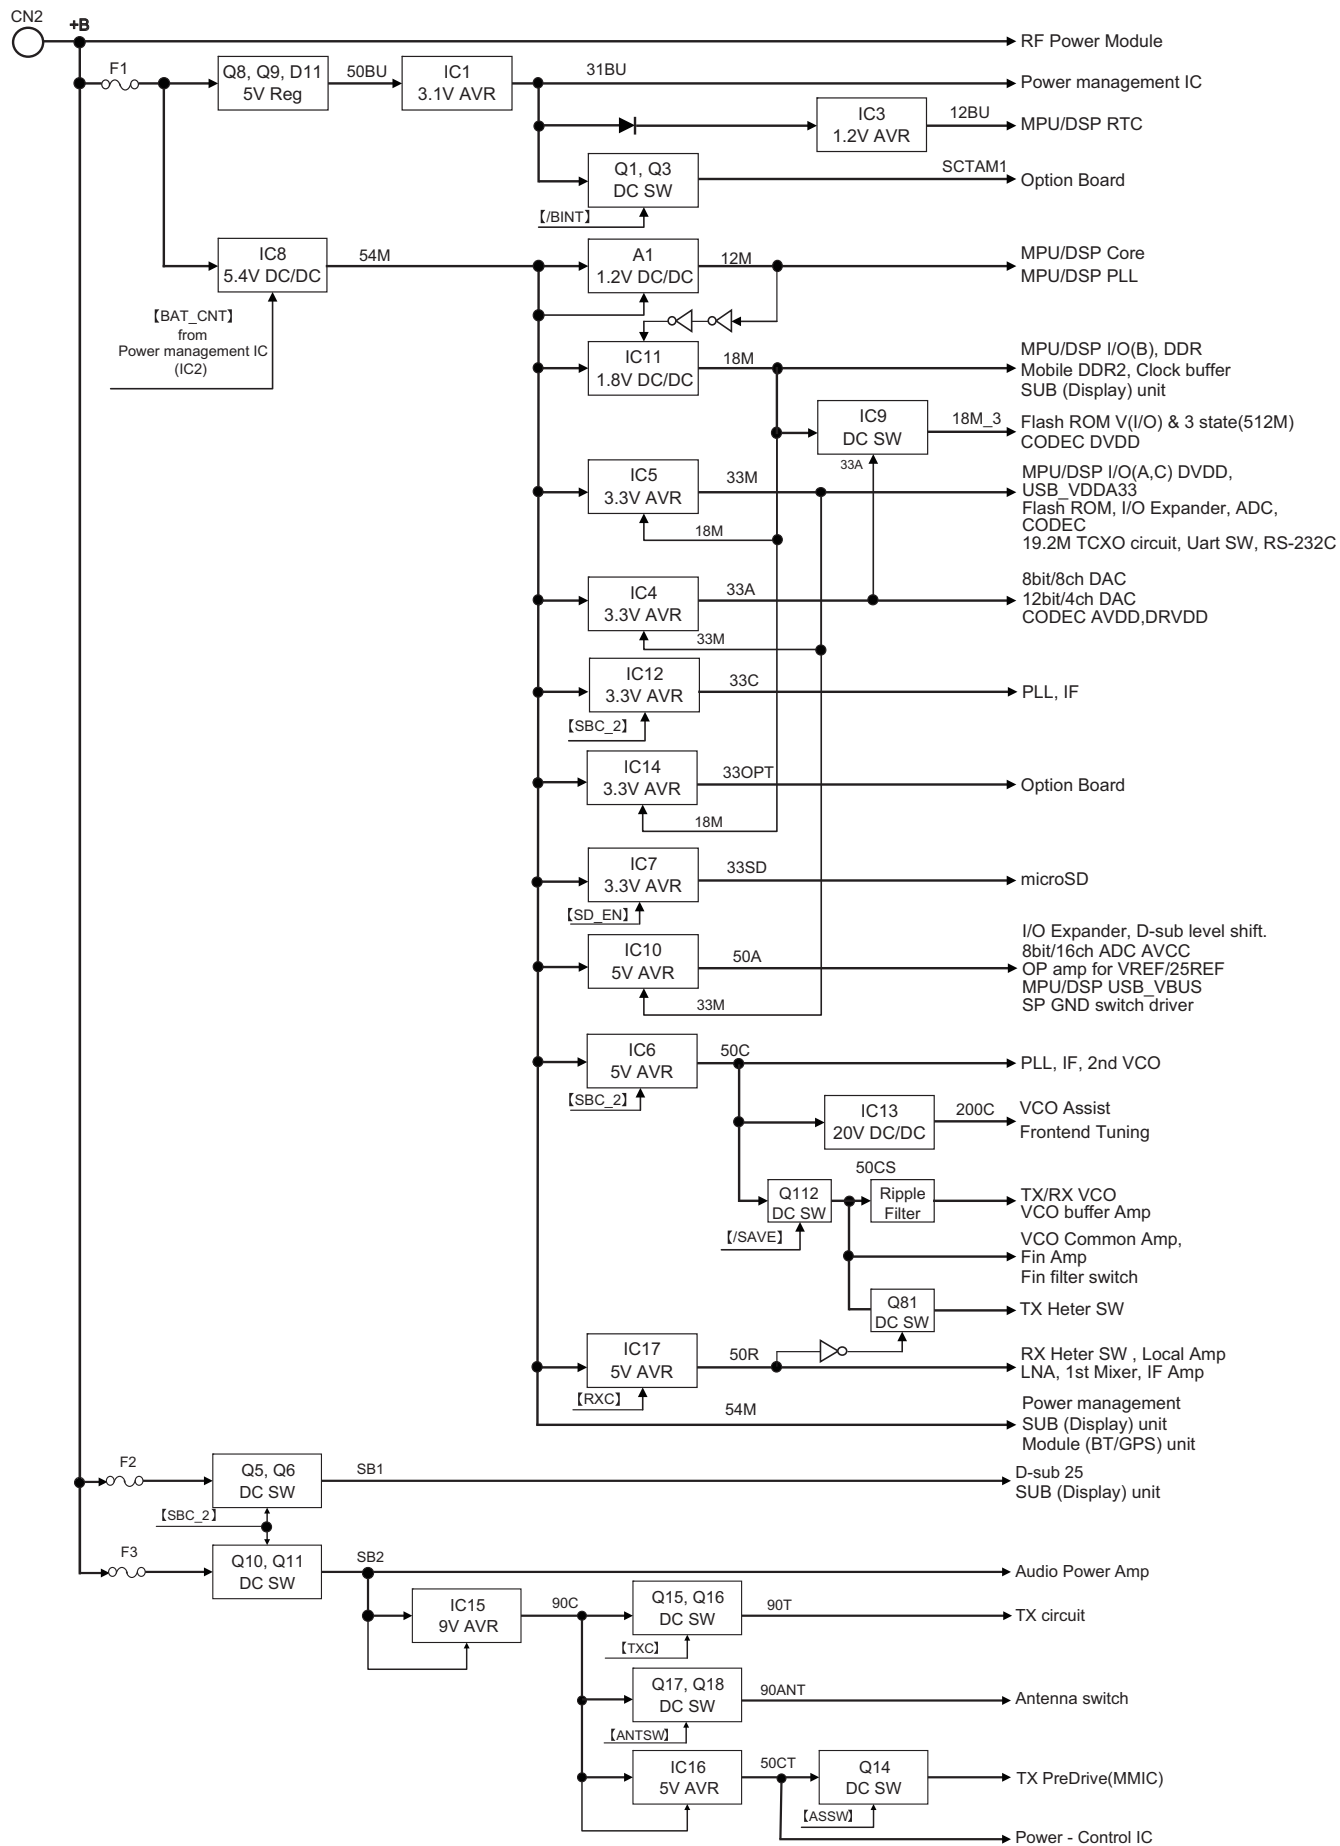 CN2
+B
RF Power Module
F1
Q8, Q9, D11
5V Reg
50BU
IC1
3.1V AVR
31BU
Power management IC
IC3
1.2V AVR
12BU
MPU/DSP RTC
Q1, Q3
DC SW
SCTAM1
Option Board
【/BINT】
IC8
5.4V DC/DC
54M
A1
1.2V DC/DC
12M
MPU/DSP Core
MPU/DSP PLL
【BAT_CNT】
from
Power management IC
(IC2)
IC11
1.8V DC/DC
18M
MPU/DSP I/O(B), DDR
Mobile DDR2, Clock buffer
SUB (Display) unit
IC9
DC SW
18M_3
33A
Flash ROM V(I/O) & 3 state(512M)
CODEC DVDD
IC5
3.3V AVR
33M
18M
MPU/DSP I/O(A,C) DVDD,
USB_VDDA33
Flash ROM, I/O Expander, ADC,
CODEC
19.2M TCXO circuit, Uart SW, RS-232C
IC4
3.3V AVR
33A
33M
8bit/8ch DAC
12bit/4ch DAC
CODEC AVDD,DRVDD
IC12
3.3V AVR
33C
PLL, IF
【SBC_2】
IC14
3.3V AVR
33OPT
18M
Option Board
IC7
3.3V AVR
33SD
microSD
【SD_EN】
IC10
5V AVR
50A
33M
I/O Expander, D-sub level shift.
8bit/16ch ADC AVCC
OP amp for VREF/25REF
MPU/DSP USB_VBUS
SP GND switch driver
IC6
5V AVR
50C
PLL, IF, 2nd VCO
【SBC_2】
IC13
20V DC/DC
200C
VCO Assist
Frontend Tuning
50CS
Q112
DC SW
Ripple
Filter
TX/RX VCO
VCO buffer Amp
【/SAVE】
VCO Common Amp,
Fin Amp
Fin filter switch
Q81
DC SW
TX Heter SW
IC17
5V AVR
50R
RX Heter SW , Local Amp
LNA, 1st Mixer, IF Amp
【RXC】
54M
Power management
SUB (Display) unit
Module (BT/GPS) unit
F2
Q5, Q6
DC SW
SB1
D-sub 25
SUB (Display) unit
【SBC_2】
F3
Q10, Q11
DC SW
SB2
Audio Power Amp
IC15
9V AVR
90C
Q15, Q16
DC SW
90T
TX circuit
【TXC】
Q17, Q18
DC SW
90ANT
Antenna switch
【ANTSW】
IC16
5V AVR
50CT
Q14
DC SW
TX PreDrive(MMIC)
【ASSW】
Power - Control IC